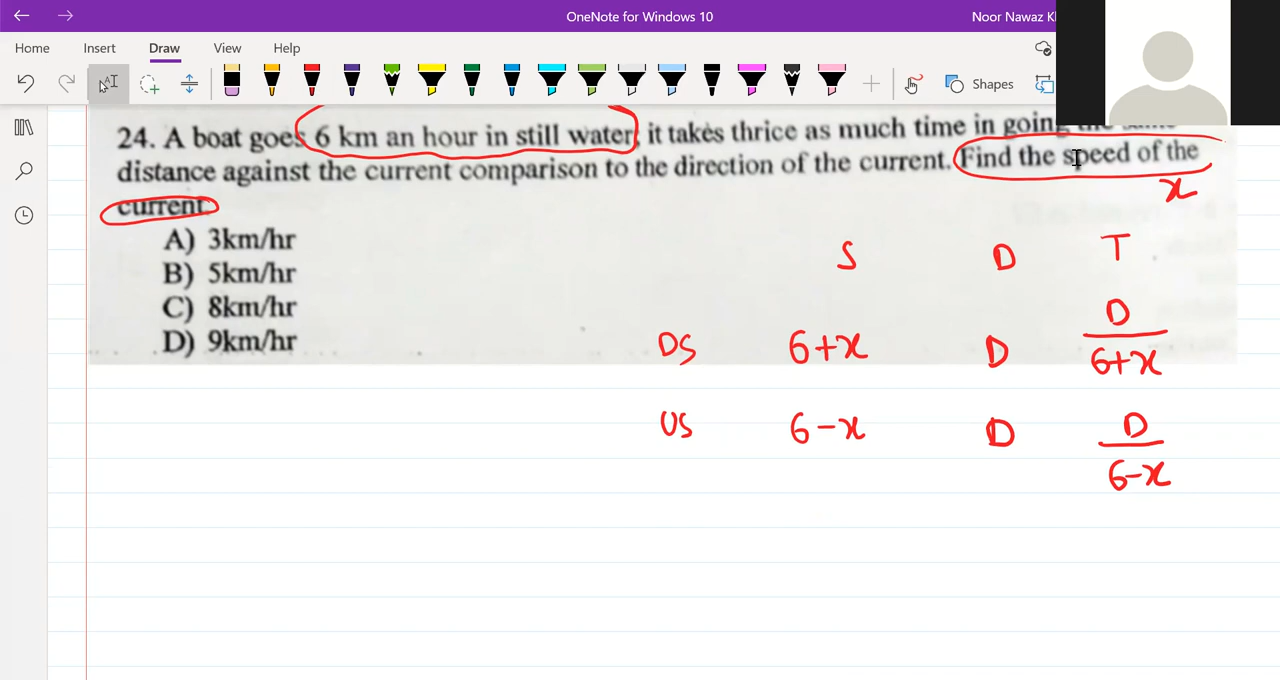 OneNote for Windows 10
Noor Nawaz K
Home Insert Draw View Help
Shapes
24. A boat goes 6 km an hour in still water, it takes thrice as much time in going the same
distance against the current comparison to the direction of the current. Find the speed of the
current.
x
A) 3km/hr
B) 5km/hr
C) 8km/hr
D) 9km/hr
S D T
DS 6+x D D/6+x
US 6-x D D/6-x